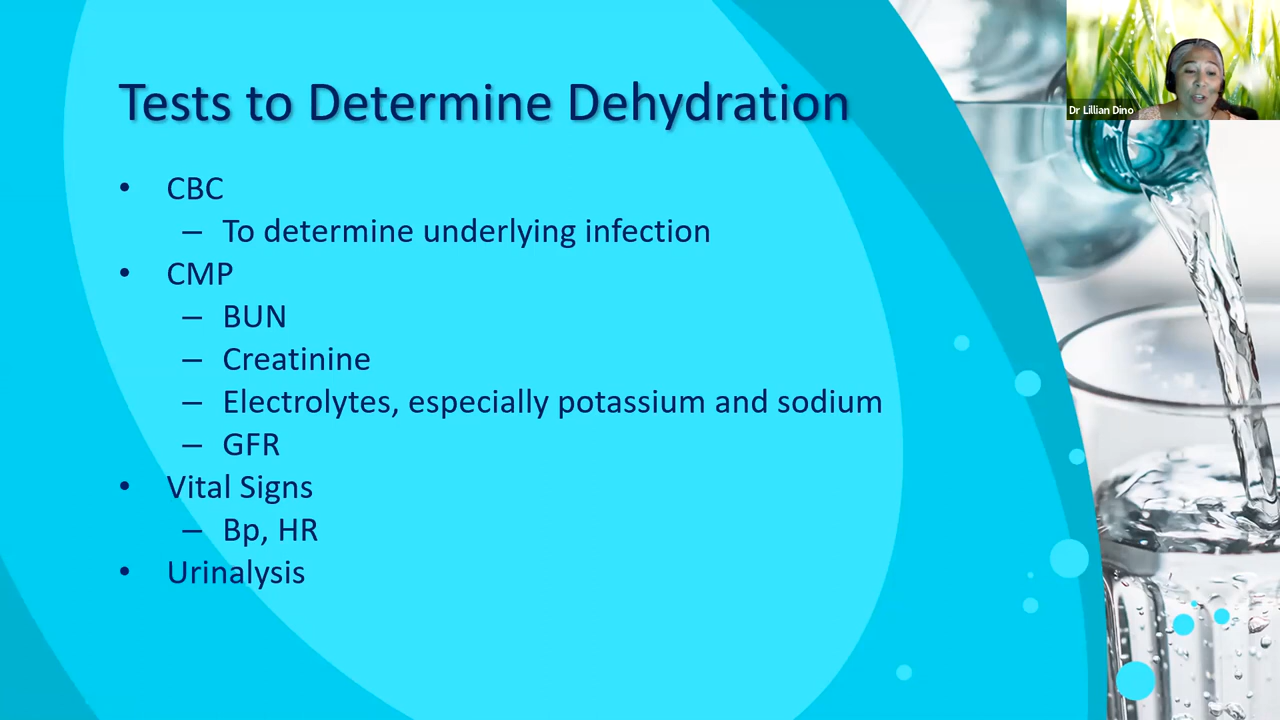 Dr Lillian Dino
Tests to Determine Dehydration
• CBC
– To determine underlying infection
• CMP
– BUN
– Creatinine
– Electrolytes, especially potassium and sodium
– GFR
• Vital Signs
– Bp, HR
• Urinalysis